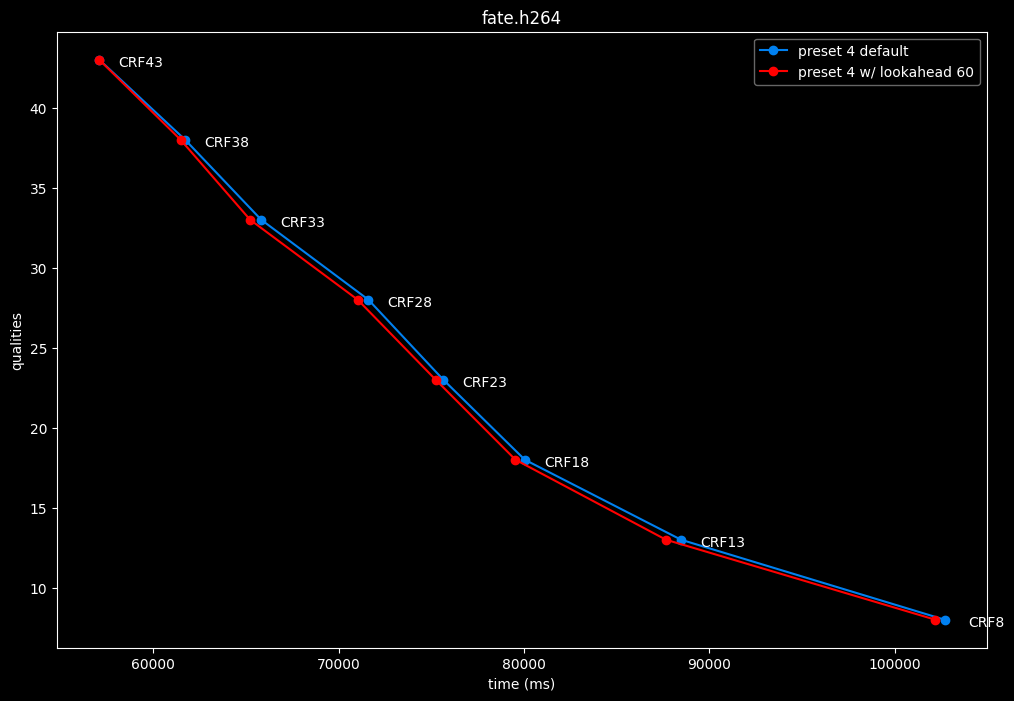 fate.h264
preset 4 default
preset 4 w/ lookahead 60
CRF43
CRF38
CRF33
CRF28
CRF23
CRF18
CRF13
CRF8
40
35
30
25
20
15
10
qualities
60000
70000
80000
90000
100000
time (ms)